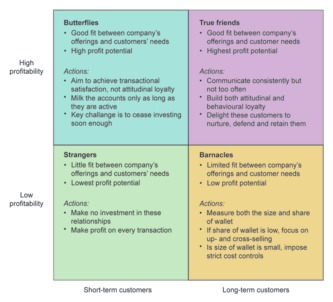 High
profitability
Butterflies
• Good fit between company's
offerings and customers' needs
• High profit potential
Actions:
• Aim to achieve transactional
satisfaction, not attitudinal loyalty
• Milk the accounts only as long as
they are active
• Key challenge is to cease investing
soon enough
True friends
• Good fit between company's
offerings and customer needs
• Highest profit potential
Actions:
• Communicate consistently but
not too often
• Build both attitudinal and
behavioural loyalty
• Delight these customers to
nurture, defend and retain them
Low
profitability
Strangers
• Little fit between company's
offerings and customers' needs
• Lowest profit potential
Actions:
• Make no investment in these
relationships
• Make profit on every transaction
Barnacles
• Limited fit between company's
offerings and customer needs
• Low profit potential
Actions:
• Measure both the size and share
of wallet
• If share of wallet is low, focus on
up- and cross-selling
• Is size of wallet is small, impose
strict cost controls
Short-term customers
Long-term customers